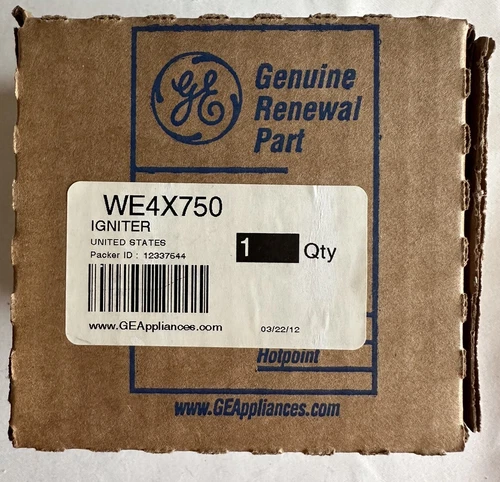 GE
Genuine
Renewal
Part
WE4X750
IGNITER
UNITED STATES
Packer ID : 12337644
1 Qty
www.GEAppliances.com
03/22/12
Hotpoint
www.GEAppliances.com